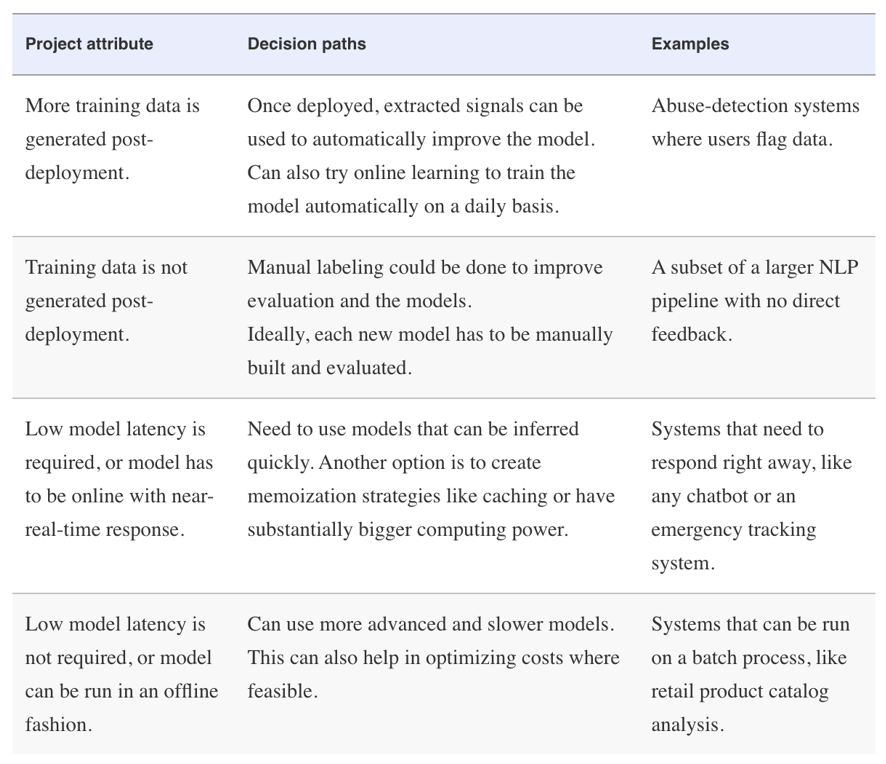 Project attribute
Decision paths
Examples
More training data is
generated post-
deployment.
Once deployed, extracted signals can be
used to automatically improve the model.
Can also try online learning to train the
model automatically on a daily basis.
Abuse-detection systems
where users flag data.
Training data is not
generated post-
deployment.
Manual labeling could be done to improve
evaluation and the models.
Ideally, each new model has to be manually
built and evaluated.
A subset of a larger NLP
pipeline with no direct
feedback.
Low model latency is
required, or model has
to be online with near-
real-time response.
Need to use models that can be inferred
quickly. Another option is to create
memoization strategies like caching or have
substantially bigger computing power.
Systems that need to
respond right away, like
any chatbot or an
emergency tracking
system.
Low model latency is
not required, or model
can be run in an offline
fashion.
Can use more advanced and slower models.
This can also help in optimizing costs where
feasible.
Systems that can be run
on a batch process, like
retail product catalog
analysis.